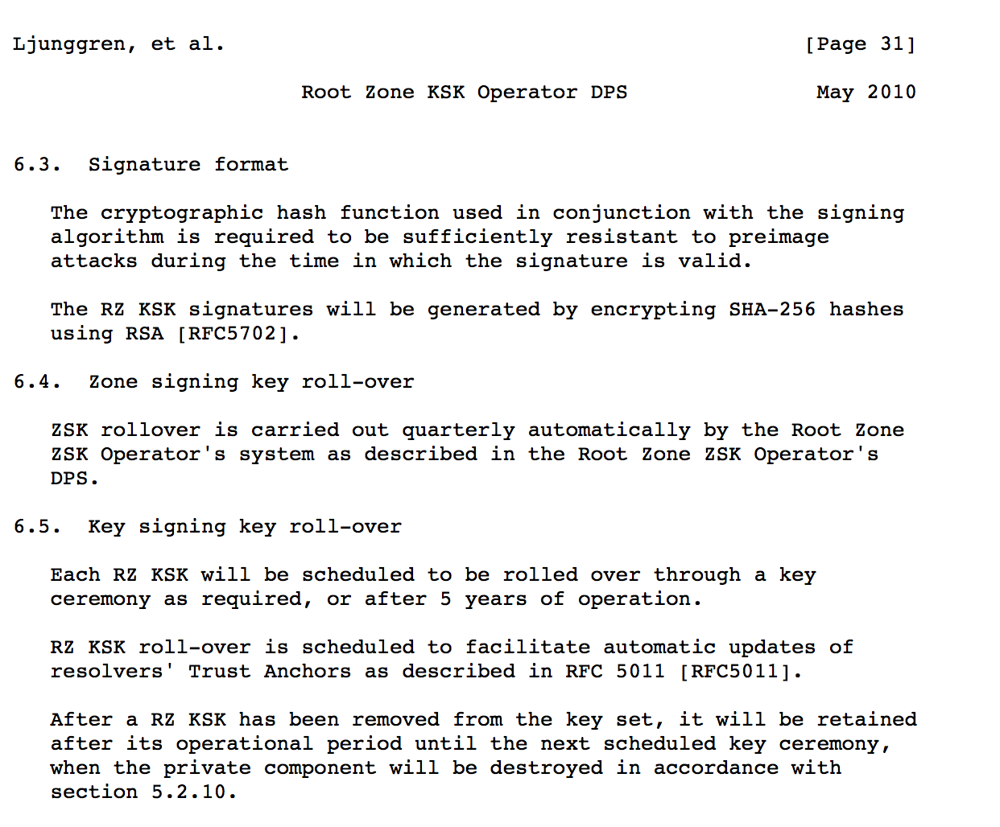 Ljunggren, et al. [Page 31]
Root Zone KSK Operator DPS May 2010
6.3. Signature format
The cryptographic hash function used in conjunction with the signing
algorithm is required to be sufficiently resistant to preimage
attacks during the time in which the signature is valid.
The RZ KSK signatures will be generated by encrypting SHA-256 hashes
using RSA [RFC5702].
6.4. Zone signing key roll-over
ZSK rollover is carried out quarterly automatically by the Root Zone
ZSK Operator's system as described in the Root Zone ZSK Operator's
DPS.
6.5. Key signing key roll-over
Each RZ KSK will be scheduled to be rolled over through a key
ceremony as required, or after 5 years of operation.
RZ KSK roll-over is scheduled to facilitate automatic updates of
resolvers' Trust Anchors as described in RFC 5011 [RFC5011].
After a RZ KSK has been removed from the key set, it will be retained
after its operational period until the next scheduled key ceremony,
when the private component will be destroyed in accordance with
section 5.2.10.